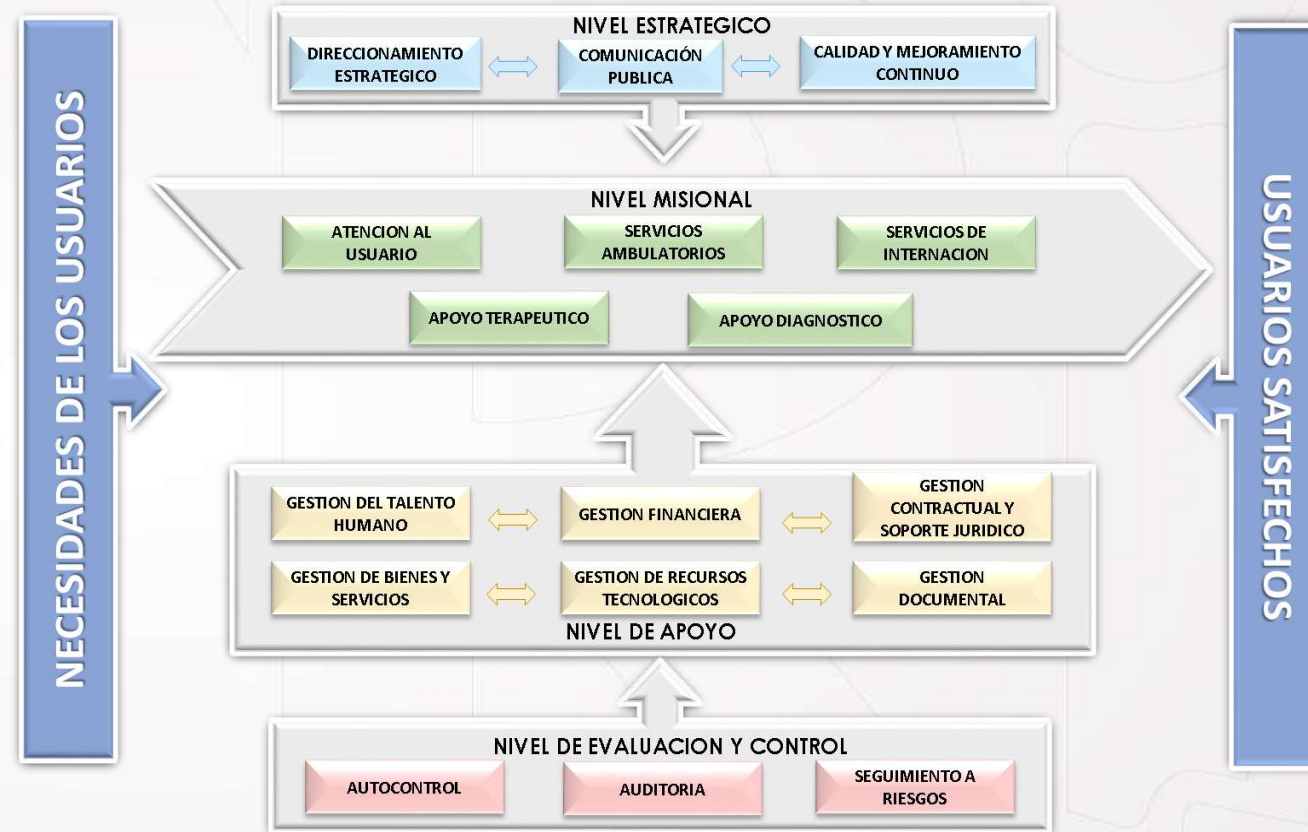 NECESIDADES DE LOS USUARIOS
NIVEL ESTRATEGICO
DIRECCIONAMIENTO
ESTRATEGICO
COMUNICACIÓN
PUBLICA
CALIDAD Y MEJORAMIENTO
CONTINUO
NIVEL MISIONAL
ATENCION AL
USUARIO
SERVICIOS
AMBULATORIOS
SERVICIOS DE
INTERNACION
APOYO TERAPEUTICO
APOYO DIAGNOSTICO
GESTION DEL TALENTO
HUMANO
GESTION FINANCIERA
GESTION
CONTRACTUAL Y
SOPORTE JURIDICO
GESTION DE BIENES Y
SERVICIOS
GESTION DE RECURSOS
TECNOLOGICOS
GESTION
DOCUMENTAL
NIVEL DE APOYO
NIVEL DE EVALUACION Y CONTROL
AUTOCONTROL
AUDITORIA
SEGUIMIENTO A
RIESGOS
USUARIOS SATISFECHOS